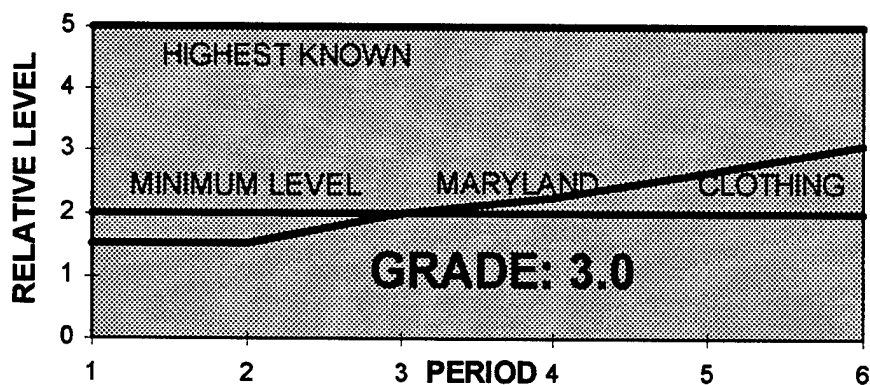 5
HIGHEST KNOWN
4
RELATIVE LEVEL
3
MINIMUM LEVEL MARYLAND CLOTHING
2
1
GRADE: 3.0
0
1 2 3 PERIOD 4 5 6